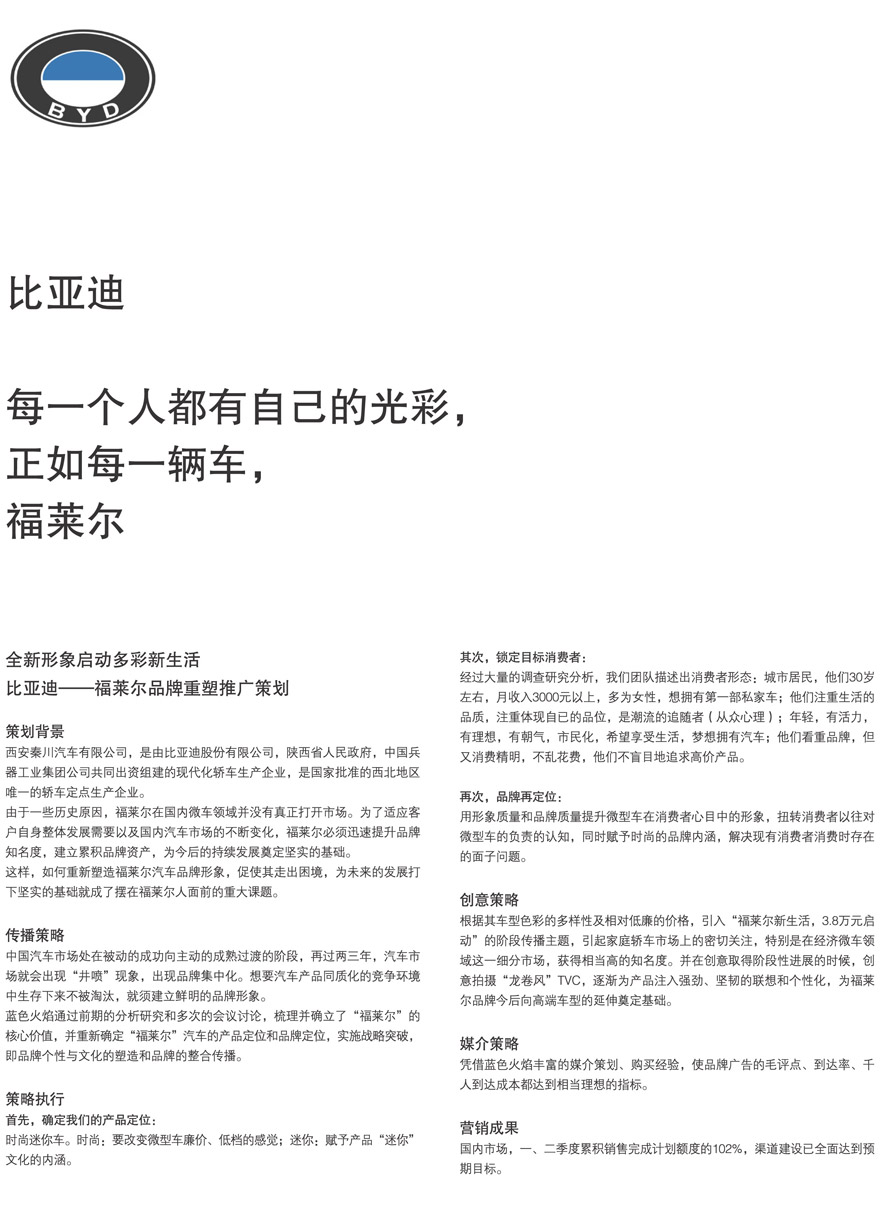 BYD
比亚迪
每一个人都有自己的光彩，
正如每一辆车，
福莱尔
全新形象启动多彩新生活
比亚迪——福莱尔品牌重塑推广策划
策划背景
西安秦川汽车有限公司，是由比亚迪股份有限公司，陕西省人民政府，中国兵
器工业集团公司共同出资组建的现代化轿车生产企业，是国家批准的西北地区
唯一的轿车定点生产企业。
由于一些历史原因，福莱尔在国内微车领域并没有真正打开市场。为了适应客
户自身整体发展需要以及国内汽车市场的不断变化，福莱尔必须迅速提升品牌
知名度，建立累积品牌资产，为今后的持续发展奠定坚实的基础。
这样，如何重新塑造福莱尔汽车品牌形象，促使其走出困境，为未来的发展打
下坚实的基础就成了摆在福莱尔人面前的重大课题。
传播策略
中国汽车市场处在被动的成功向主动的成熟过渡的阶段，再过两三年，汽车市
场就会出现“井喷”现象，出现品牌集中化。想要汽车产品同质化的竞争环境
中生存下来不被淘汰，就须建立鲜明的品牌形象。
蓝色火焰通过前期的分析研究和多次的会议讨论，梳理并确立了“福莱尔”的
核心价值，并重新确定“福莱尔”汽车的产品定位和品牌定位，实施战略突破，
即品牌个性与文化的塑造和品牌的整合传播。
策略执行
首先，确定我们的产品定位：
时尚迷你车。时尚：要改变微型车廉价、低档的感觉；迷你：赋予产品“迷你”
文化的内涵。
其次，锁定目标消费者：
经过大量的调查研究分析，我们团队描述出消费者形态：城市居民，他们30岁
左右，月收入3000元以上，多为女性，想拥有第一部私家车；他们注重生活的
品质，注重体现自已的品位，是潮流的追随者（从众心理）；年轻，有活力，
有理想，有朝气，市民化，希望享受生活，梦想拥有汽车；他们看重品牌，但
又消费精明，不乱花费，他们不盲目地追求高价产品。
再次，品牌再定位：
用形象质量和品牌质量提升微型车在消费者心目中的形象，扭转消费者以往对
微型车的负责的认知，同时赋予时尚的品牌内涵，解决现有消费者消费时存在
的面子问题。
创意策略
根据其车型色彩的多样性及相对低廉的价格，引入“福莱尔新生活，3.8万元启
动”的阶段传播主题，引起家庭轿车市场上的密切关注，特别是在经济微车领
域这一细分市场，获得相当高的知名度。并在创意取得阶段性进展的时候，创
意拍摄“龙卷风”TVC，逐渐为产品注入强劲、坚韧的联想和个性化，为福莱
尔品牌今后向高端车型的延伸奠定基础。
媒介策略
凭借蓝色火焰丰富的媒介策划、购买经验，使品牌广告的毛评点、到达率、千
人到达成本都达到相当理想的指标。
营销成果
国内市场，一、二季度累积销售完成计划额度的102%，渠道建设已全面达到预
期目标。